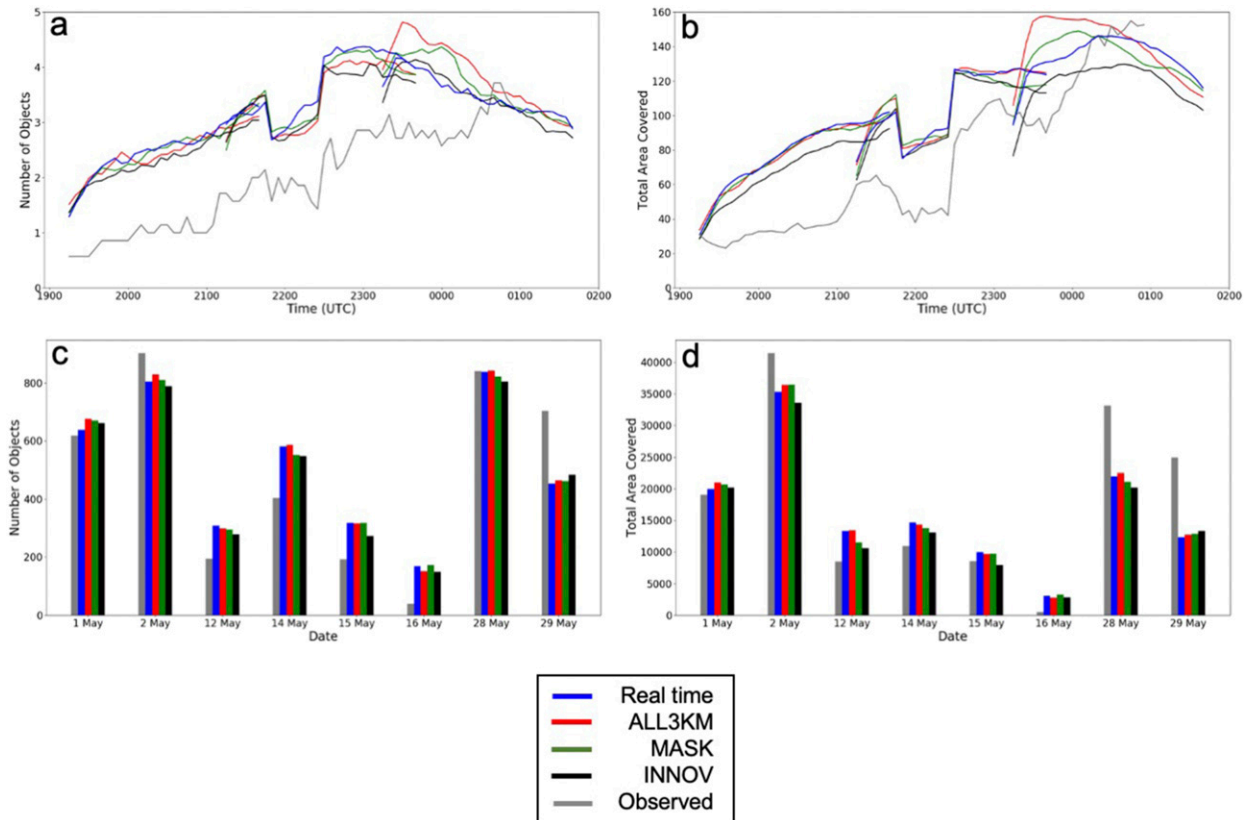 a
Number of Objects
5
4
3
2
1
0
1900 2000 2100 2200 2300 0000 0100 0200
Time (UTC)
b
Total Area Covered
160
140
120
100
80
60
40
20
0
1900 2000 2100 2200 2300 0000 0100 0200
Time (UTC)
c
Number of Objects
800
600
400
200
0
1 May 2 May 12 May 14 May 15 May 16 May 28 May 29 May
Date
d
Total Area Covered
40000
35000
30000
25000
20000
15000
10000
5000
0
1 May 2 May 12 May 14 May 15 May 16 May 28 May 29 May
Date
Real time
ALL3KM
MASK
INNOV
Observed